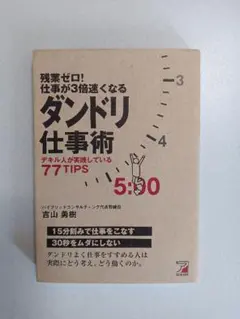 残業ゼロ!
仕事が3倍速くなる
ダンドリ
仕事術
デキル人が実践している
77TIPS
3
4
5:00
ハイブリッドコンサルティング代表取締役
吉山勇樹
15分刻みで仕事をこなす
30秒をムダにしない
ダンドリよく仕事をすすめる人は
実際にどう考え、どう動くのか。